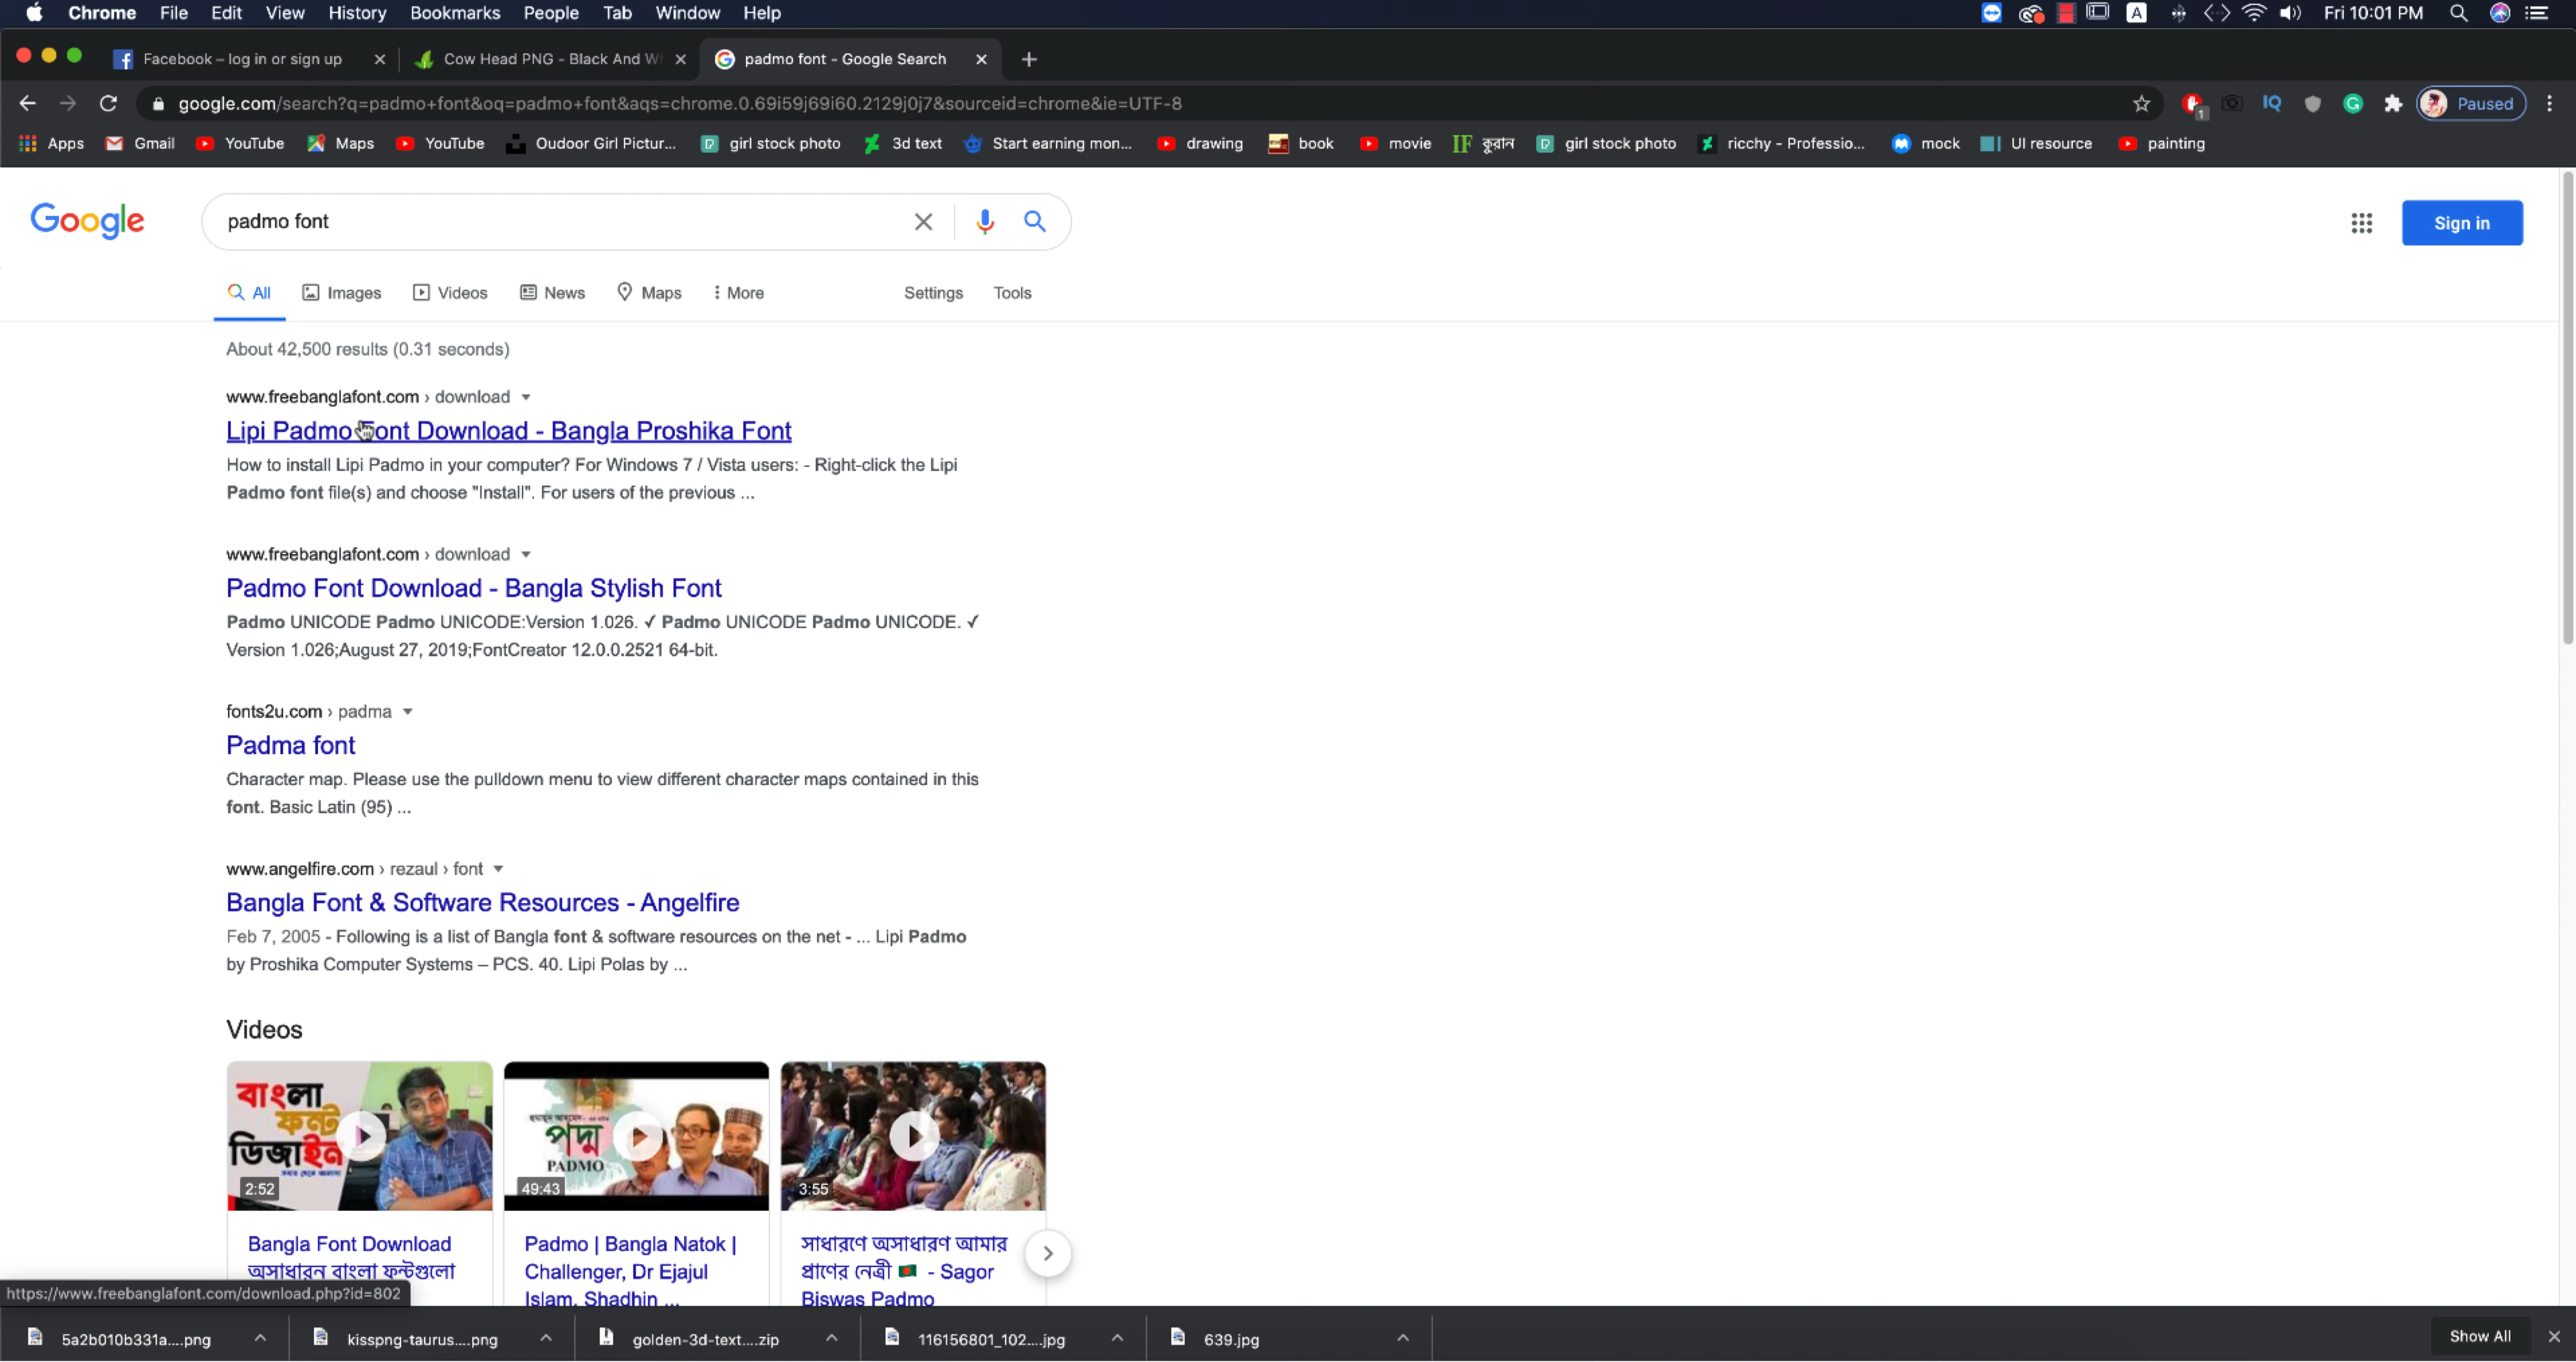 Chrome File Edit View History Bookmarks People Tab Window Help
A
Fri 10:01 PM
Facebook – log in or sign up
Cow Head PNG - Black And W
padmo font - Google Search
google.com/search?q=padmo+font&oq=padmo+font&aqs=chrome.0.69i59j69i60.2129j0j7&sourceid=chrome&ie=UTF-8
1
IQ
Paused
Apps Gmail YouTube Maps YouTube Oudoor Girl Pictur... girl stock photo 3d text Start earning mon... drawing book movie IF কুরান girl stock photo ricchy - Professio... mock UI resource painting
Google
padmo font
Sign in
All Images Videos News Maps More Settings Tools
About 42,500 results (0.31 seconds)
www.freebanglafont.com › download
Lipi Padmo Font Download - Bangla Proshika Font
How to install Lipi Padmo in your computer? For Windows 7 / Vista users: - Right-click the Lipi
Padmo font file(s) and choose "Install". For users of the previous ...
www.freebanglafont.com › download
Padmo Font Download - Bangla Stylish Font
Padmo UNICODE Padmo UNICODE:Version 1.026. ✓ Padmo UNICODE Padmo UNICODE. ✓
Version 1.026;August 27, 2019;FontCreator 12.0.0.2521 64-bit.
fonts2u.com › padma
Padma font
Character map. Please use the pulldown menu to view different character maps contained in this
font. Basic Latin (95) ...
www.angelfire.com › rezaul › font
Bangla Font & Software Resources - Angelfire
Feb 7, 2005 - Following is a list of Bangla font & software resources on the net - ... Lipi Padmo
by Proshika Computer Systems – PCS. 40. Lipi Polas by ...
Videos
বাংলা
ফন্ট
ডিজাইন
2:52
পদ্ম
PADMO
49:43
3:55
Bangla Font Download
অসাধারন বাংলা ফন্টগুলো
Padmo | Bangla Natok |
Challenger, Dr Ejajul
Islam, Shadhin ...
সাধারণে অসাধারণ আমার
প্রাণের নেত্রী 🇧🇩 - Sagor
Biswas Padmo
https://www.freebanglafont.com/download.php?id=802
5a2b010b331a....png
kisspng-taurus....png
golden-3d-text....zip
116156801_102....jpg
639.jpg
Show All